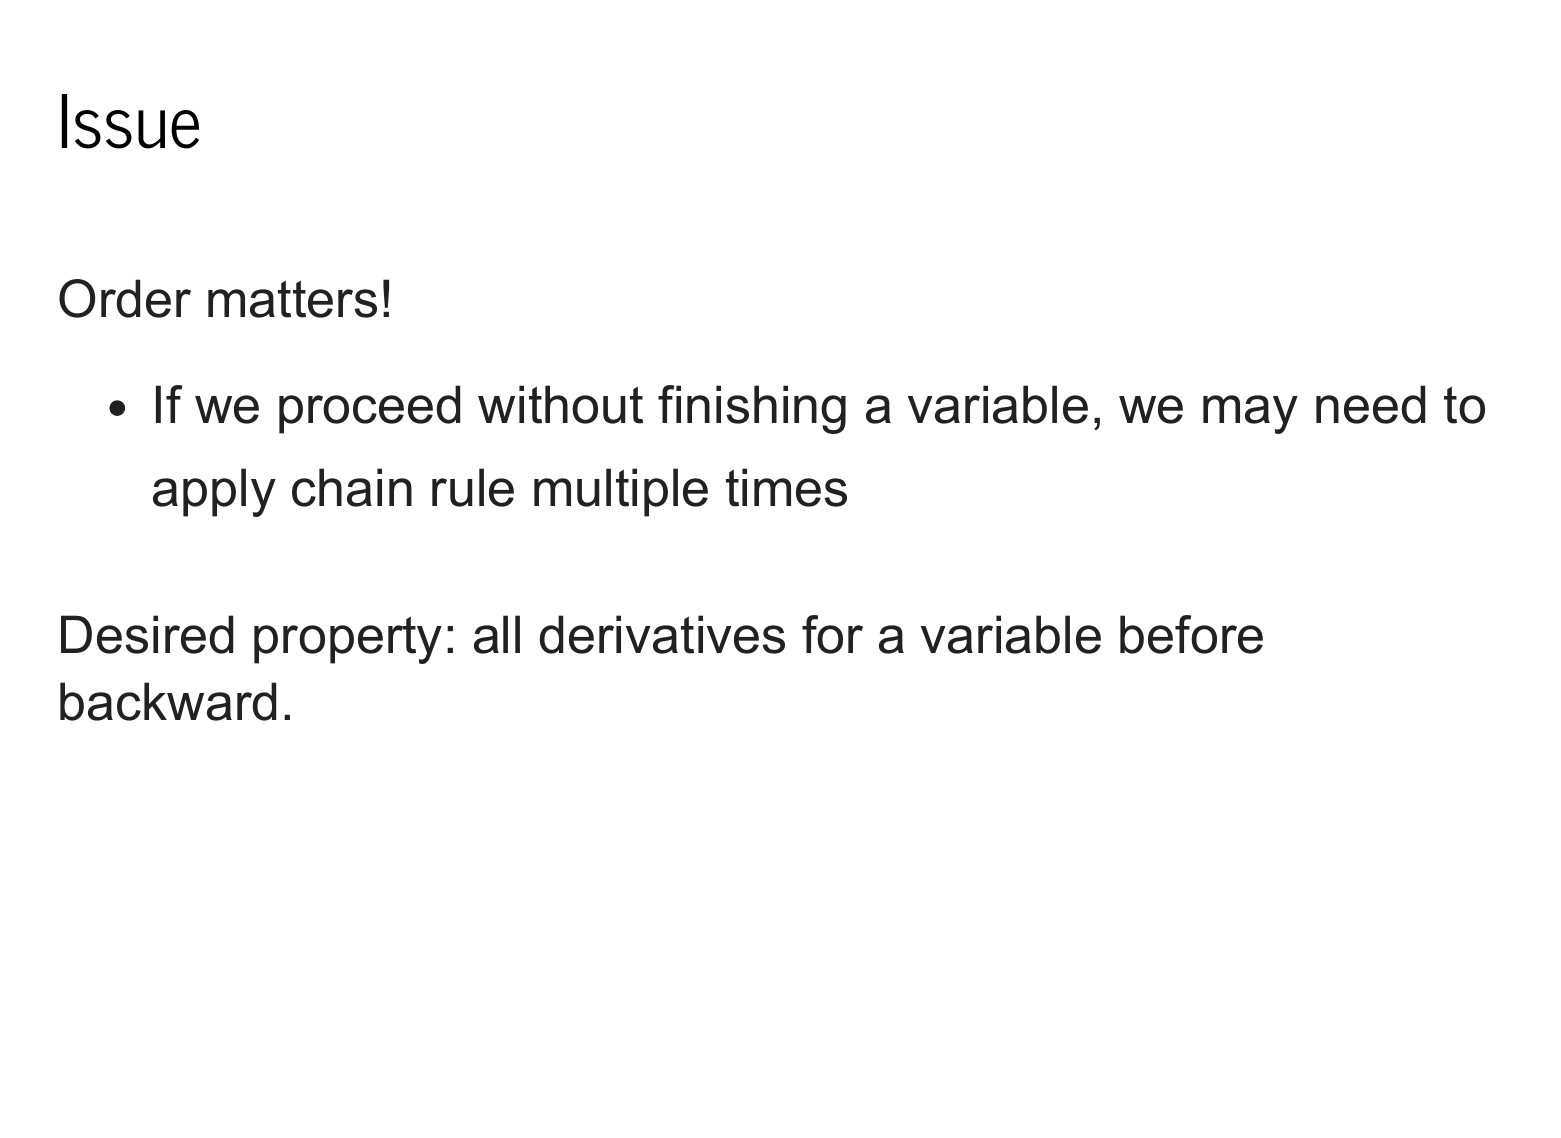 Issue
Order matters!
• If we proceed without finishing a variable, we may need to
apply chain rule multiple times
Desired property: all derivatives for a variable before
backward.